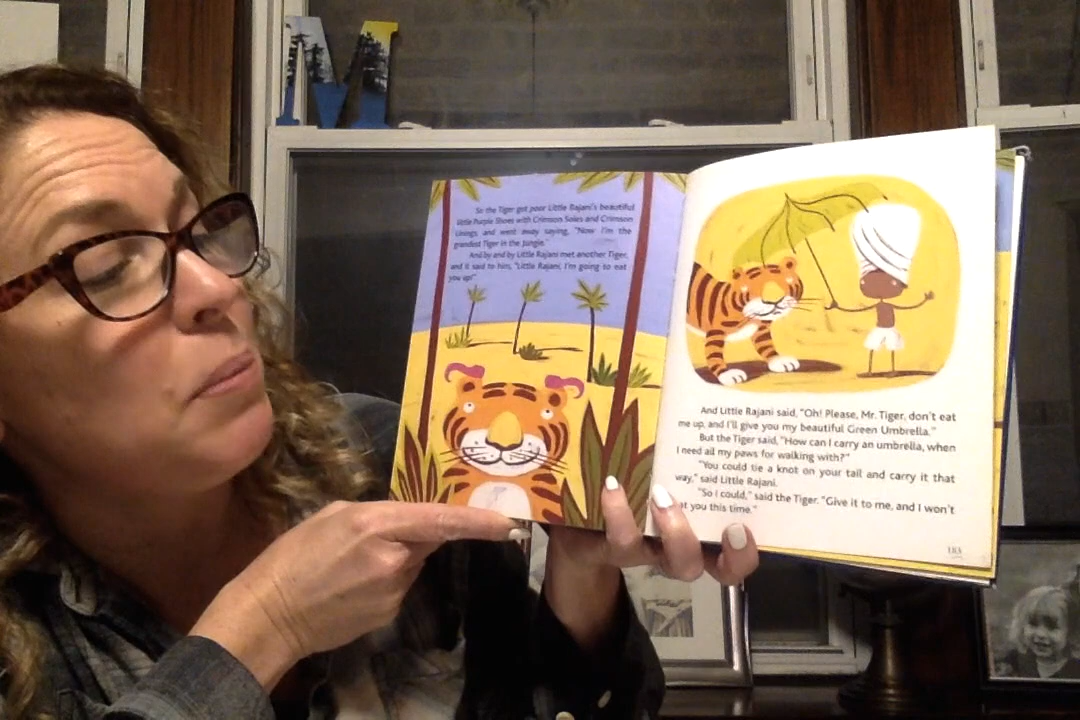 M
So the Tiger got poor Little Rajani's beautiful
little Purple Shoes with Crimson Soles and Crimson
Linings and went away saying, "Now I'm the
grandest Tiger in the Jungle."
And by and by Little Rajani met another Tiger,
and it said to him, "Little Rajani, I'm going to eat
you up!"
And Little Rajani said, "Oh! Please, Mr. Tiger, don't eat
me up, and I'll give you my beautiful Green Umbrella."
But the Tiger said, "How can I carry an umbrella, when
I need all my paws for walking with?"
"You could tie a knot on your tail and carry it that
way," said Little Rajani.
"So I could," said the Tiger. "Give it to me, and I won't
eat you this time."